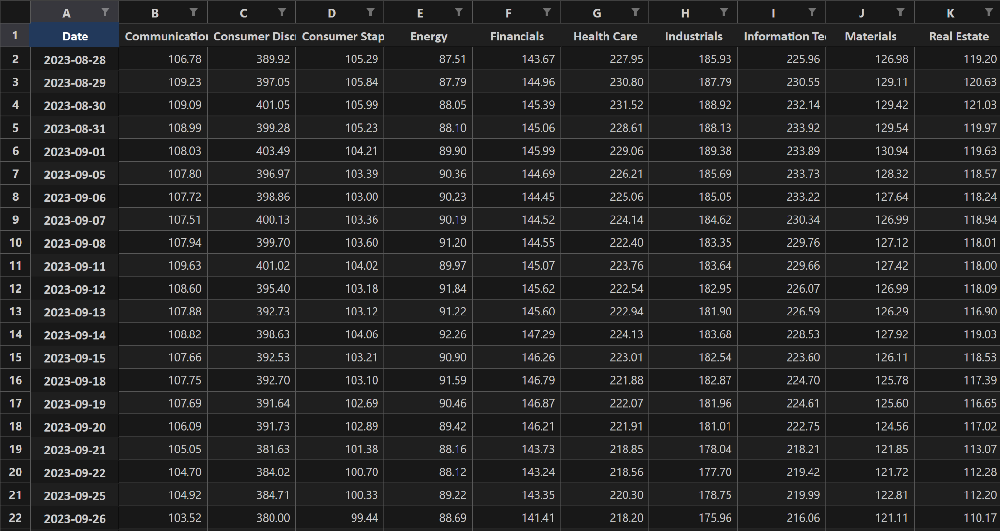 A B C D E F G H I J K
1 Date Communication Consumer Disc Consumer Stap Energy Financials Health Care Industrials Information Te Materials Real Estate
2 2023-08-28 106.78 389.92 105.29 87.51 143.67 227.95 185.93 225.96 126.98 119.20
3 2023-08-29 109.23 397.05 105.84 87.79 144.96 230.80 187.79 230.55 129.11 120.63
4 2023-08-30 109.09 401.05 105.99 88.05 145.39 231.52 188.92 232.14 129.42 121.03
5 2023-08-31 108.99 399.28 105.23 88.10 145.06 228.61 188.13 233.92 129.54 119.97
6 2023-09-01 108.03 403.49 104.21 89.90 145.99 229.06 189.38 233.89 130.94 119.63
7 2023-09-05 107.80 396.97 103.39 90.36 144.69 226.21 185.69 233.73 128.32 118.57
8 2023-09-06 107.72 398.86 103.00 90.23 144.45 225.06 185.05 233.22 127.64 118.24
9 2023-09-07 107.51 400.13 103.36 90.19 144.52 224.14 184.62 230.34 126.99 118.94
10 2023-09-08 107.94 399.70 103.60 91.20 144.55 222.40 183.35 229.76 127.12 118.01
11 2023-09-11 109.63 401.02 104.02 89.97 145.07 223.76 183.64 229.66 127.42 118.00
12 2023-09-12 108.60 395.40 103.18 91.84 145.62 222.54 182.95 226.07 126.99 118.09
13 2023-09-13 107.88 392.73 103.12 91.22 145.60 222.94 181.90 226.59 126.29 116.90
14 2023-09-14 108.82 398.63 104.06 92.26 147.29 224.13 183.68 228.53 127.92 119.03
15 2023-09-15 107.66 392.53 103.21 90.90 146.26 223.01 182.54 223.60 126.11 118.53
16 2023-09-18 107.75 392.70 103.10 91.59 146.79 221.88 182.87 224.70 125.78 117.39
17 2023-09-19 107.69 391.64 102.69 90.46 146.87 222.07 181.96 224.61 125.60 116.65
18 2023-09-20 106.09 391.73 102.89 89.42 146.21 221.91 181.01 222.75 124.56 117.02
19 2023-09-21 105.05 381.63 101.38 88.16 143.73 218.85 178.04 218.21 121.85 113.07
20 2023-09-22 104.70 384.02 100.70 88.12 143.24 218.56 177.70 219.42 121.72 112.28
21 2023-09-25 104.92 384.71 100.33 89.22 143.35 220.30 178.75 219.99 122.81 112.20
22 2023-09-26 103.52 380.00 99.44 88.69 141.41 218.20 175.96 216.06 121.11 110.17